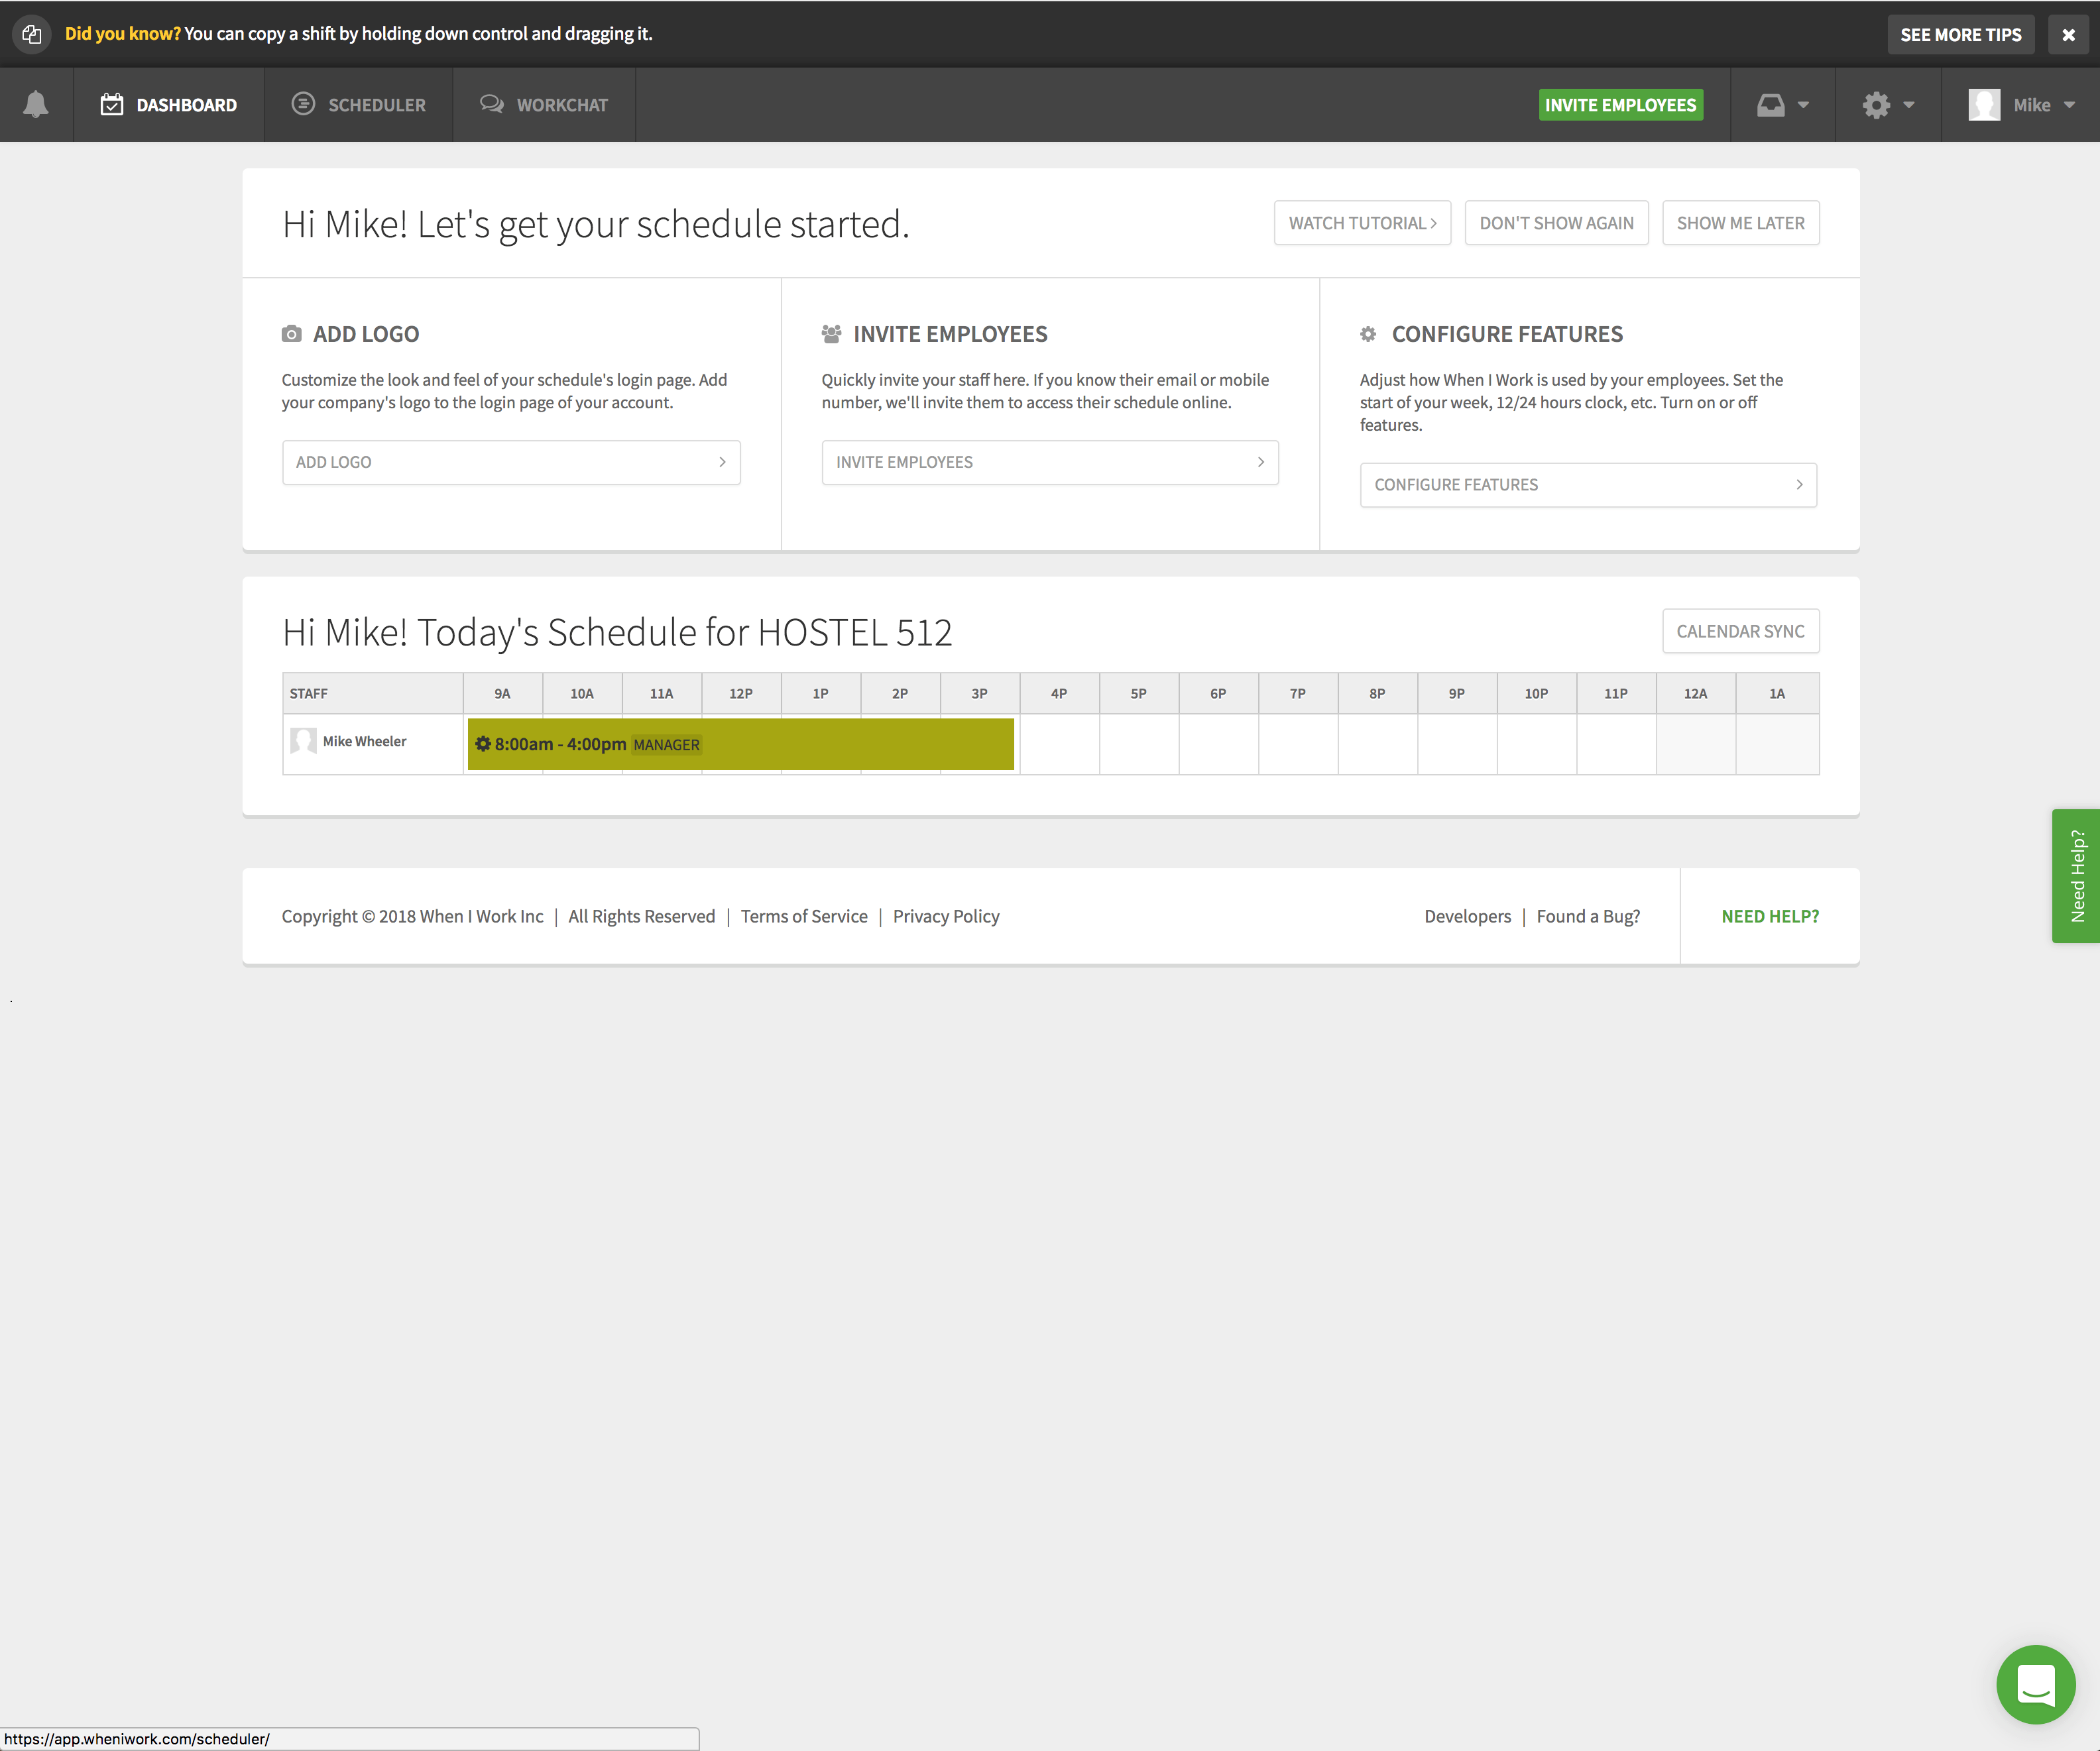 Did you know? You can copy a shift by holding down control and dragging it.
SEE MORE TIPS
DASHBOARD
SCHEDULER
WORKCHAT
INVITE EMPLOYEES
Mike
Hi Mike! Let's get your schedule started.
WATCH TUTORIAL
DON'T SHOW AGAIN
SHOW ME LATER
ADD LOGO
Customize the look and feel of your schedule's login page. Add
your company's logo to the login page of your account.
ADD LOGO
INVITE EMPLOYEES
Quickly invite your staff here. If you know their email or mobile
number, we'll invite them to access their schedule online.
INVITE EMPLOYEES
CONFIGURE FEATURES
Adjust how When I Work is used by your employees. Set the
start of your week, 12/24 hours clock, etc. Turn on or off
features.
CONFIGURE FEATURES
Hi Mike! Today's Schedule for HOSTEL 512
CALENDAR SYNC
STAFF 9A 10A 11A 12P 1P 2P 3P 4P 5P 6P 7P 8P 9P 10P 11P 12A 1A
Mike Wheeler 8:00am - 4:00pm MANAGER
Need Help?
Copyright © 2018 When I Work Inc | All Rights Reserved | Terms of Service | Privacy Policy
Developers | Found a Bug?
NEED HELP?
.
https://app.wheniwork.com/scheduler/